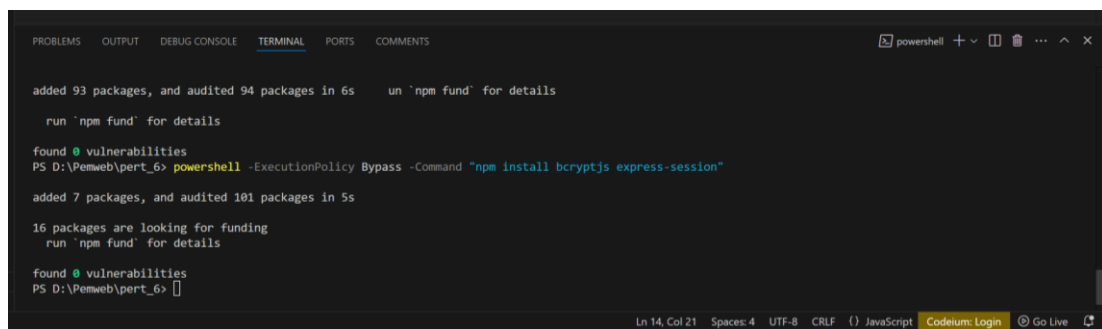 PROBLEMS OUTPUT DEBUG CONSOLE TERMINAL PORTS COMMENTS powershell
added 93 packages, and audited 94 packages in 6s un `npm fund` for details
run `npm fund` for details
found 0 vulnerabilities
PS D:\Pemweb\pert_6> powershell -ExecutionPolicy Bypass -Command "npm install bcryptjs express-session"
added 7 packages, and audited 101 packages in 5s
16 packages are looking for funding
run `npm fund` for details
found 0 vulnerabilities
PS D:\Pemweb\pert_6>
Ln 14, Col 21 Spaces: 4 UTF-8 CRLF {} JavaScript Codeium: Login Go Live